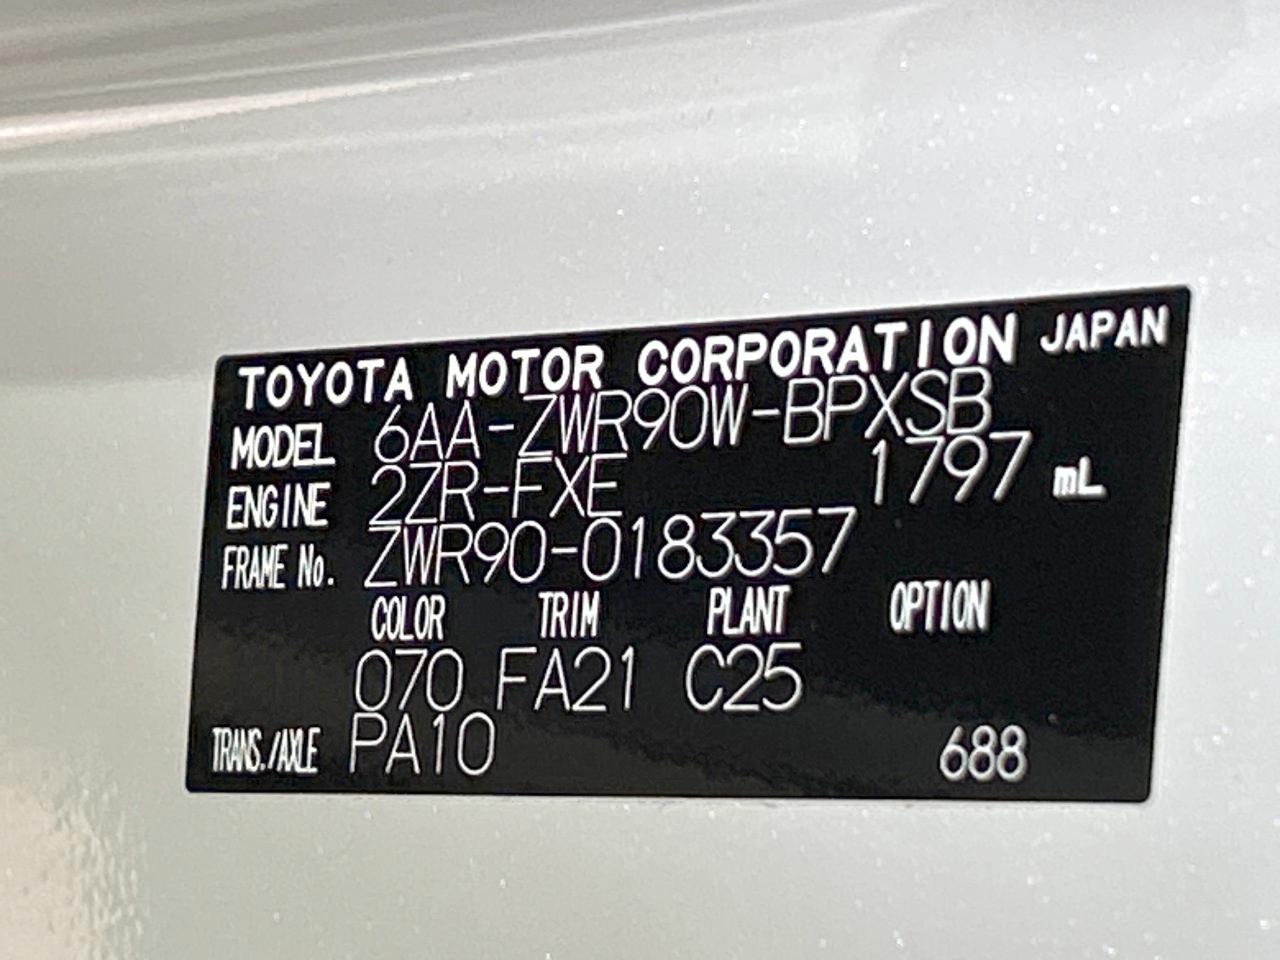 TOYOTA MOTOR CORPORATION JAPAN
MODEL 6AA-ZWR90W-BPXSB
ENGINE 2ZR-FXE 1797 mL
FRAME No. ZWR90-0183357
COLOR TRIM PLANT OPTION
070 FA21 C25
TRANS./AXLE PA10 688